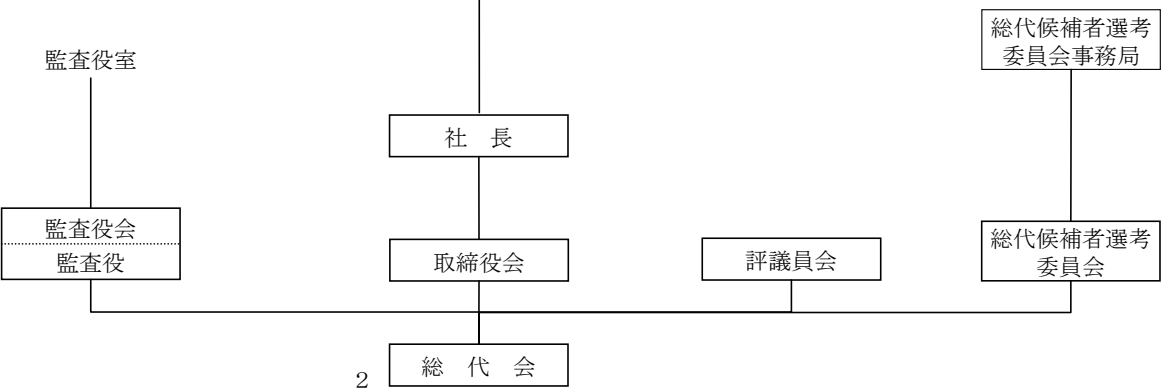 総代候補者選考
委員会事務局
監査役室
社　長
監査役会
監査役
取締役会
評議員会
総代候補者選考
委員会
総　代　会
２